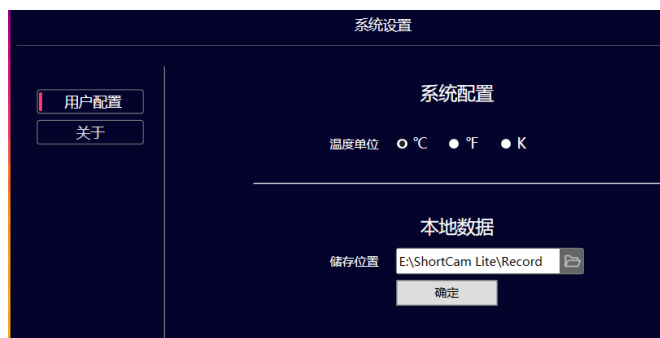 系统设置
用户配置
关于
系统配置
温度单位 ℃ ℉ K
本地数据
储存位置 E:\ShortCam Lite\Record
确定